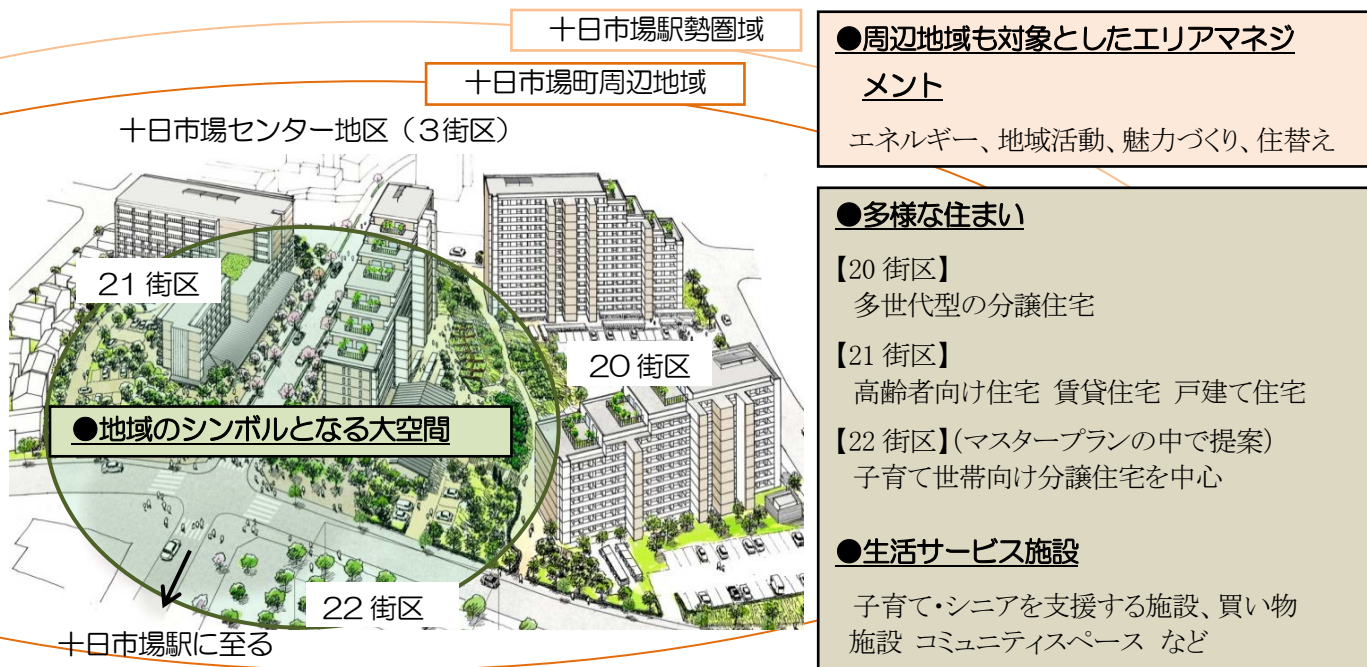 十日市場駅勢圏域
十日市場町周辺地域
十日市場センター地区（３街区）
21 街区
20 街区
●地域のシンボルとなる大空間
22 街区
十日市場駅に至る
●周辺地域も対象としたエリアマネジ
メント
エネルギー、地域活動、魅力づくり、住替え
●多様な住まい
【20 街区】
多世代型の分譲住宅
【21 街区】
高齢者向け住宅 賃貸住宅 戸建て住宅
【22 街区】(マスタープランの中で提案)
子育て世帯向け分譲住宅を中心
●生活サービス施設
子育て・シニアを支援する施設、買い物
施設 コミュニティスペース など